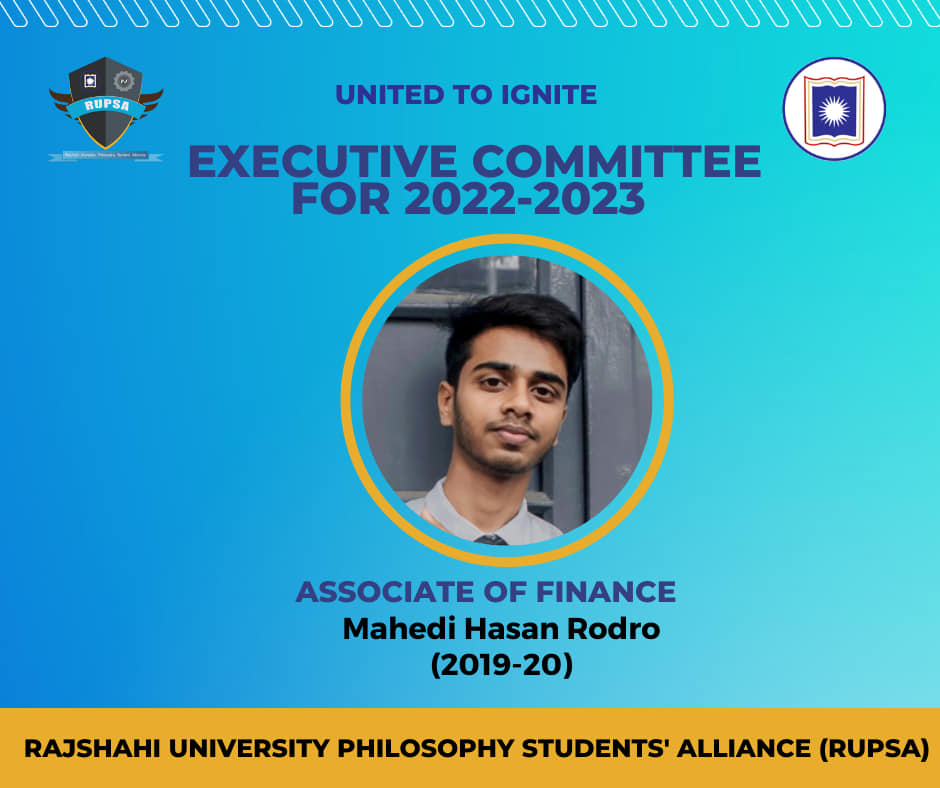 UNITED TO IGNITE
RUPSA
EXECUTIVE COMMITTEE
FOR 2022-2023
ASSOCIATE OF FINANCE
Mahedi Hasan Rodro
(2019-20)
RAJSHAHI UNIVERSITY PHILOSOPHY STUDENTS' ALLIANCE (RUPSA)